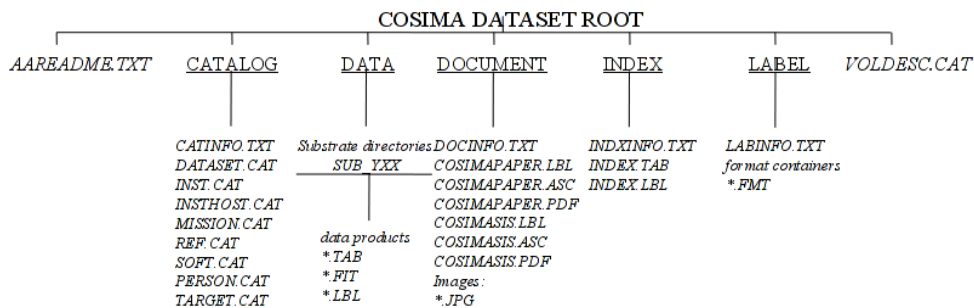 COSIMA DATASET ROOT
AAREADME.TXT
CATALOG
DATA
DOCUMENT
INDEX
LABEL
VOLDESC.CAT
CATINFO.TXT
DATASET.CAT
INST.CAT
INSTHOST.CAT
MISSION.CAT
REF.CAT
SOFT.CAT
PERSON.CAT
TARGET.CAT
Substrate directories
SUB_YXX
data products
*.TAB
*.FIT
*.LBL
DOCINFO.TXT
COSIMAPAPER.LBL
COSIMAPAPER.ASC
COSIMAPAPER.PDF
COSIMASIS.LBL
COSIMASIS.ASC
COSIMASIS.PDF
Images:
*.JPG
INDXINFO.TXT
INDEX.TAB
INDEX.LBL
LABINFO.TXT
format containers
*.FMT